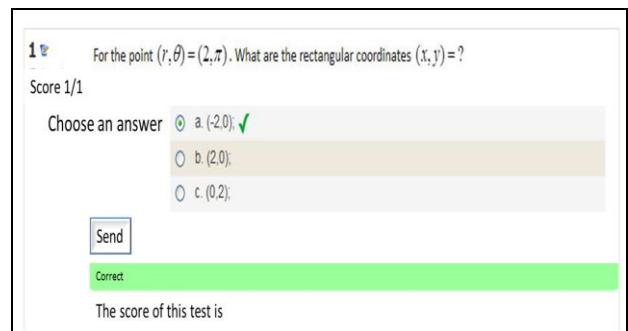 1 For the point (r,θ)=(2,π). What are the rectangular coordinates (x,y)=?
Score 1/1
Choose an answer a. (-2,0);
b. (2,0);
c. (0,2);
Send
Correct
The score of this test is